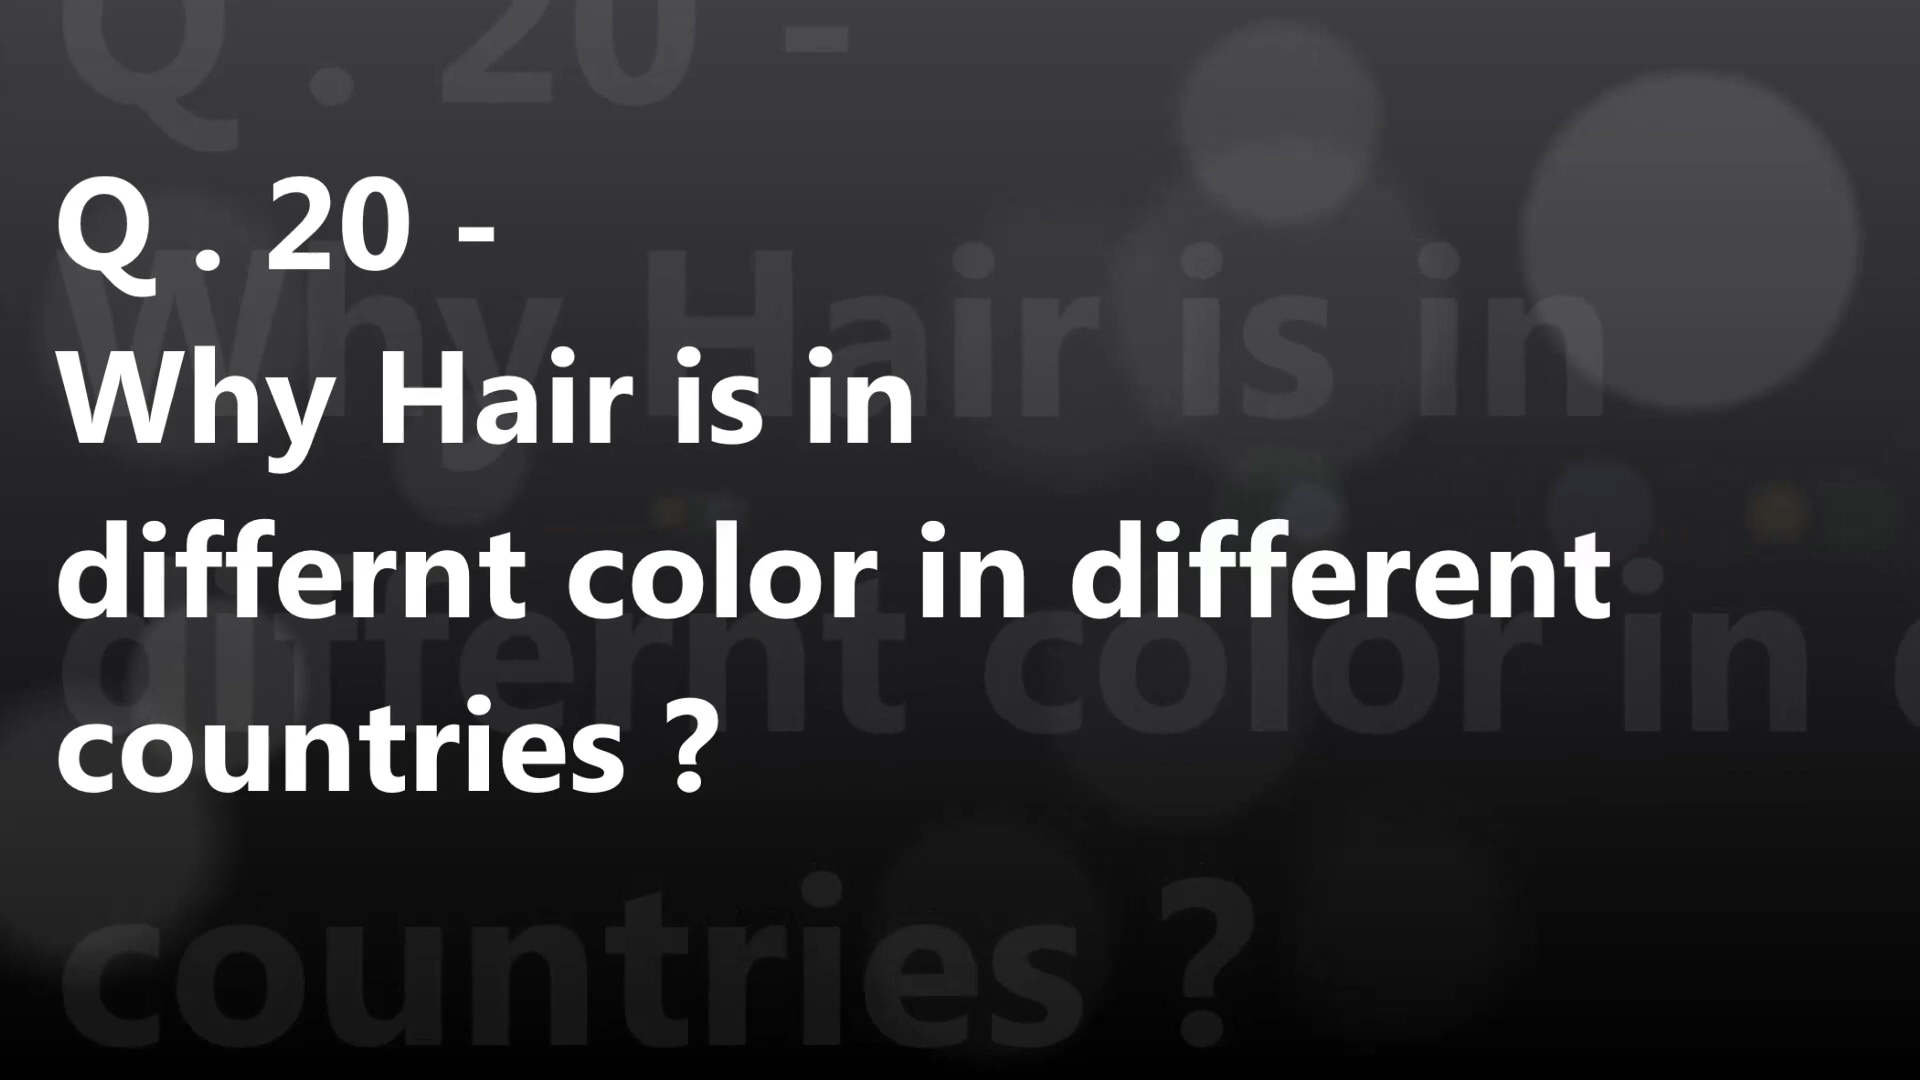 Q . 20 -
Why Hair is in
differnt color in different
countries ?